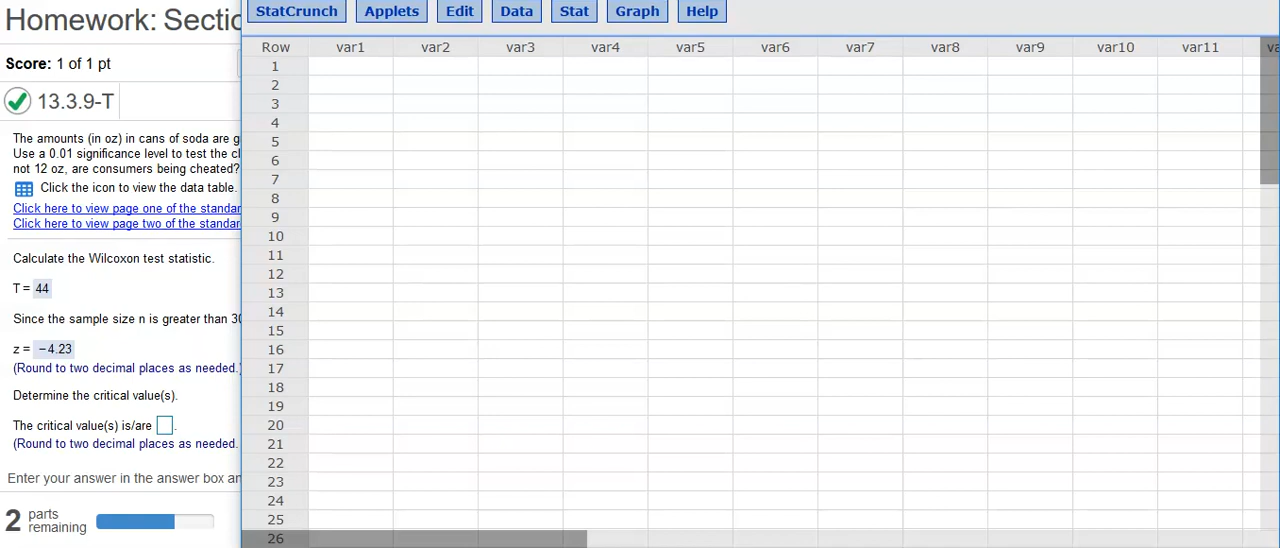 Homework: Sectio
Score: 1 of 1 pt
13.3.9-T
The amounts (in oz) in cans of soda are g
Use a 0.01 significance level to test the cl
not 12 oz, are consumers being cheated?
Click the icon to view the data table.
Click here to view page one of the standar
Click here to view page two of the standar
Calculate the Wilcoxon test statistic.
T = 44
Since the sample size n is greater than 30
z = −4.23
(Round to two decimal places as needed.)
Determine the critical value(s).
The critical value(s) is/are .
(Round to two decimal places as needed.
Enter your answer in the answer box an
2 parts remaining
StatCrunch Applets Edit Data Stat Graph Help
Row var1 var2 var3 var4 var5 var6 var7 var8 var9 var10 var11 va
1
2
3
4
5
6
7
8
9
10
11
12
13
14
15
16
17
18
19
20
21
22
23
24
25
26